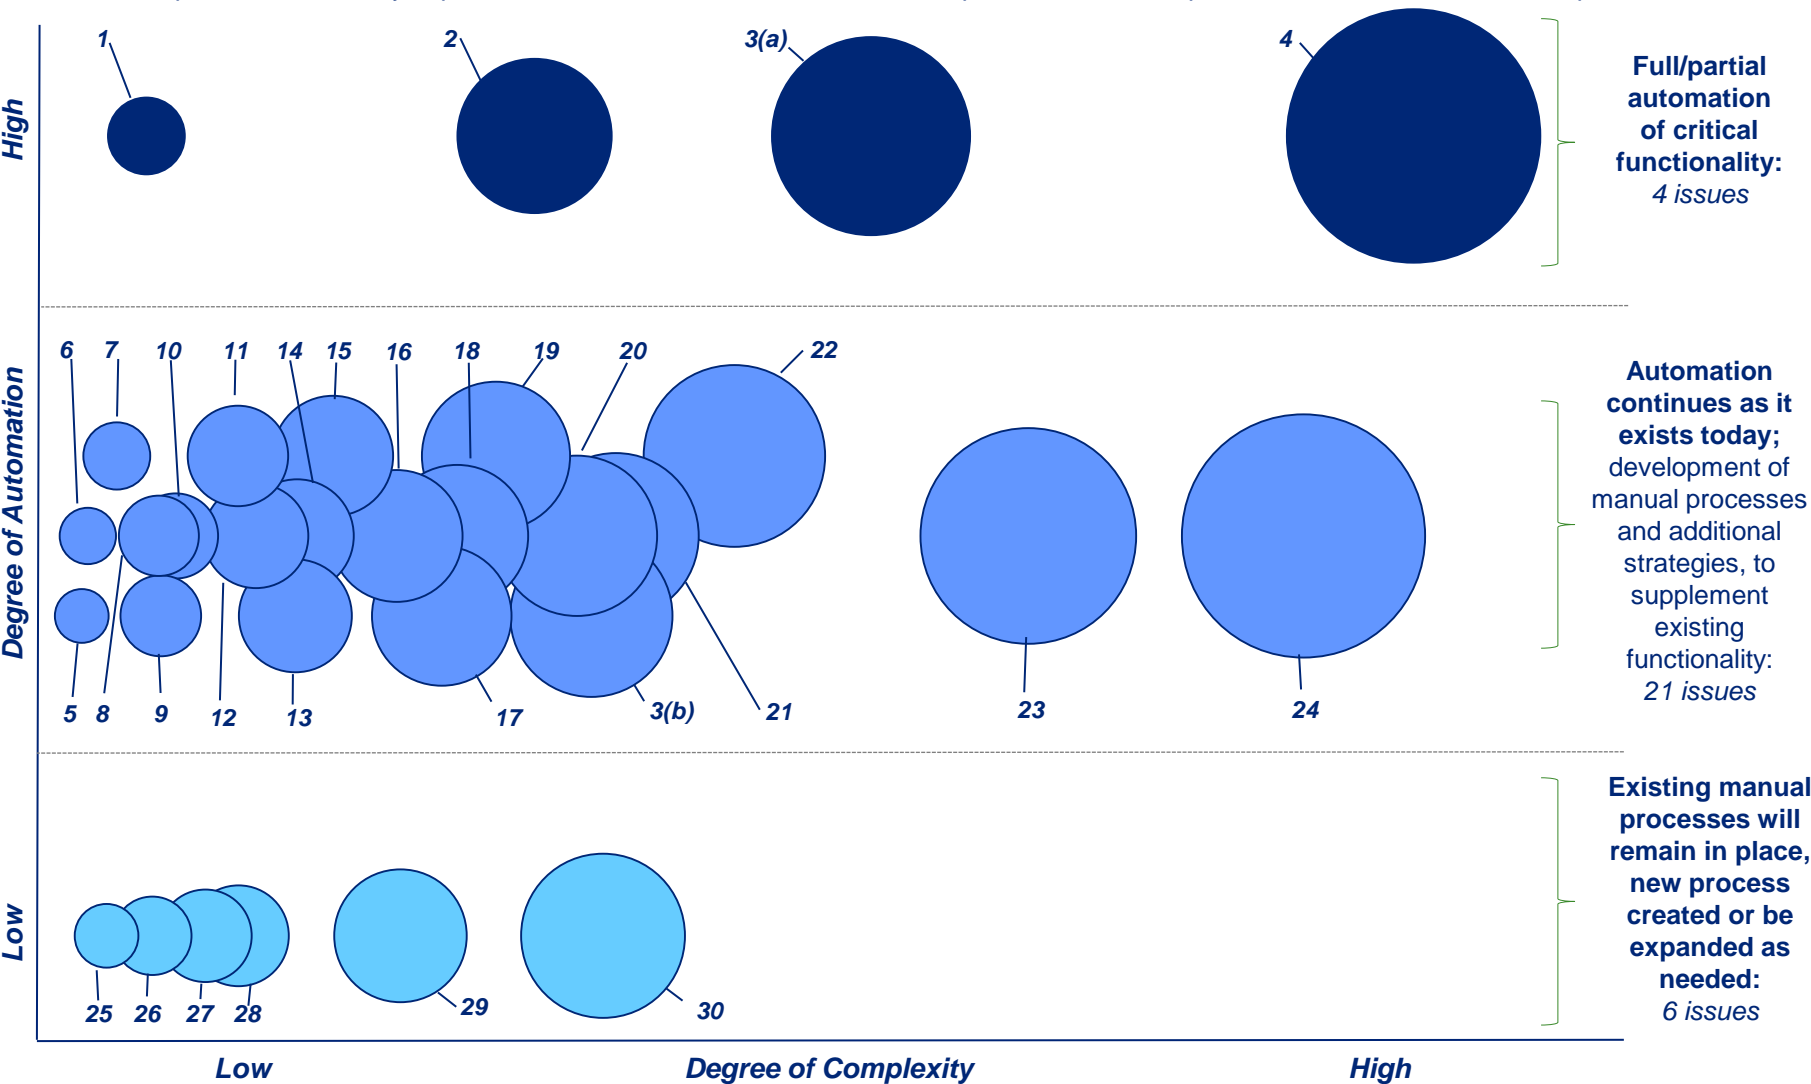 1
2
3(a)
4
High
Full/partial
automation
of critical
functionality:
4 issues
6
7
10
11
14
15
16
18
19
20
22
Degree of Automation
Automation
continues as it
exists today;
development of
manual processes
and additional
strategies, to
supplement
existing
functionality:
21 issues
5
8
9
12
13
17
3(b)
21
23
24
Low
Existing manual
processes will
remain in place,
new process
created or be
expanded as
needed:
6 issues
25
26
27
28
29
30
Low
Degree of Complexity
High